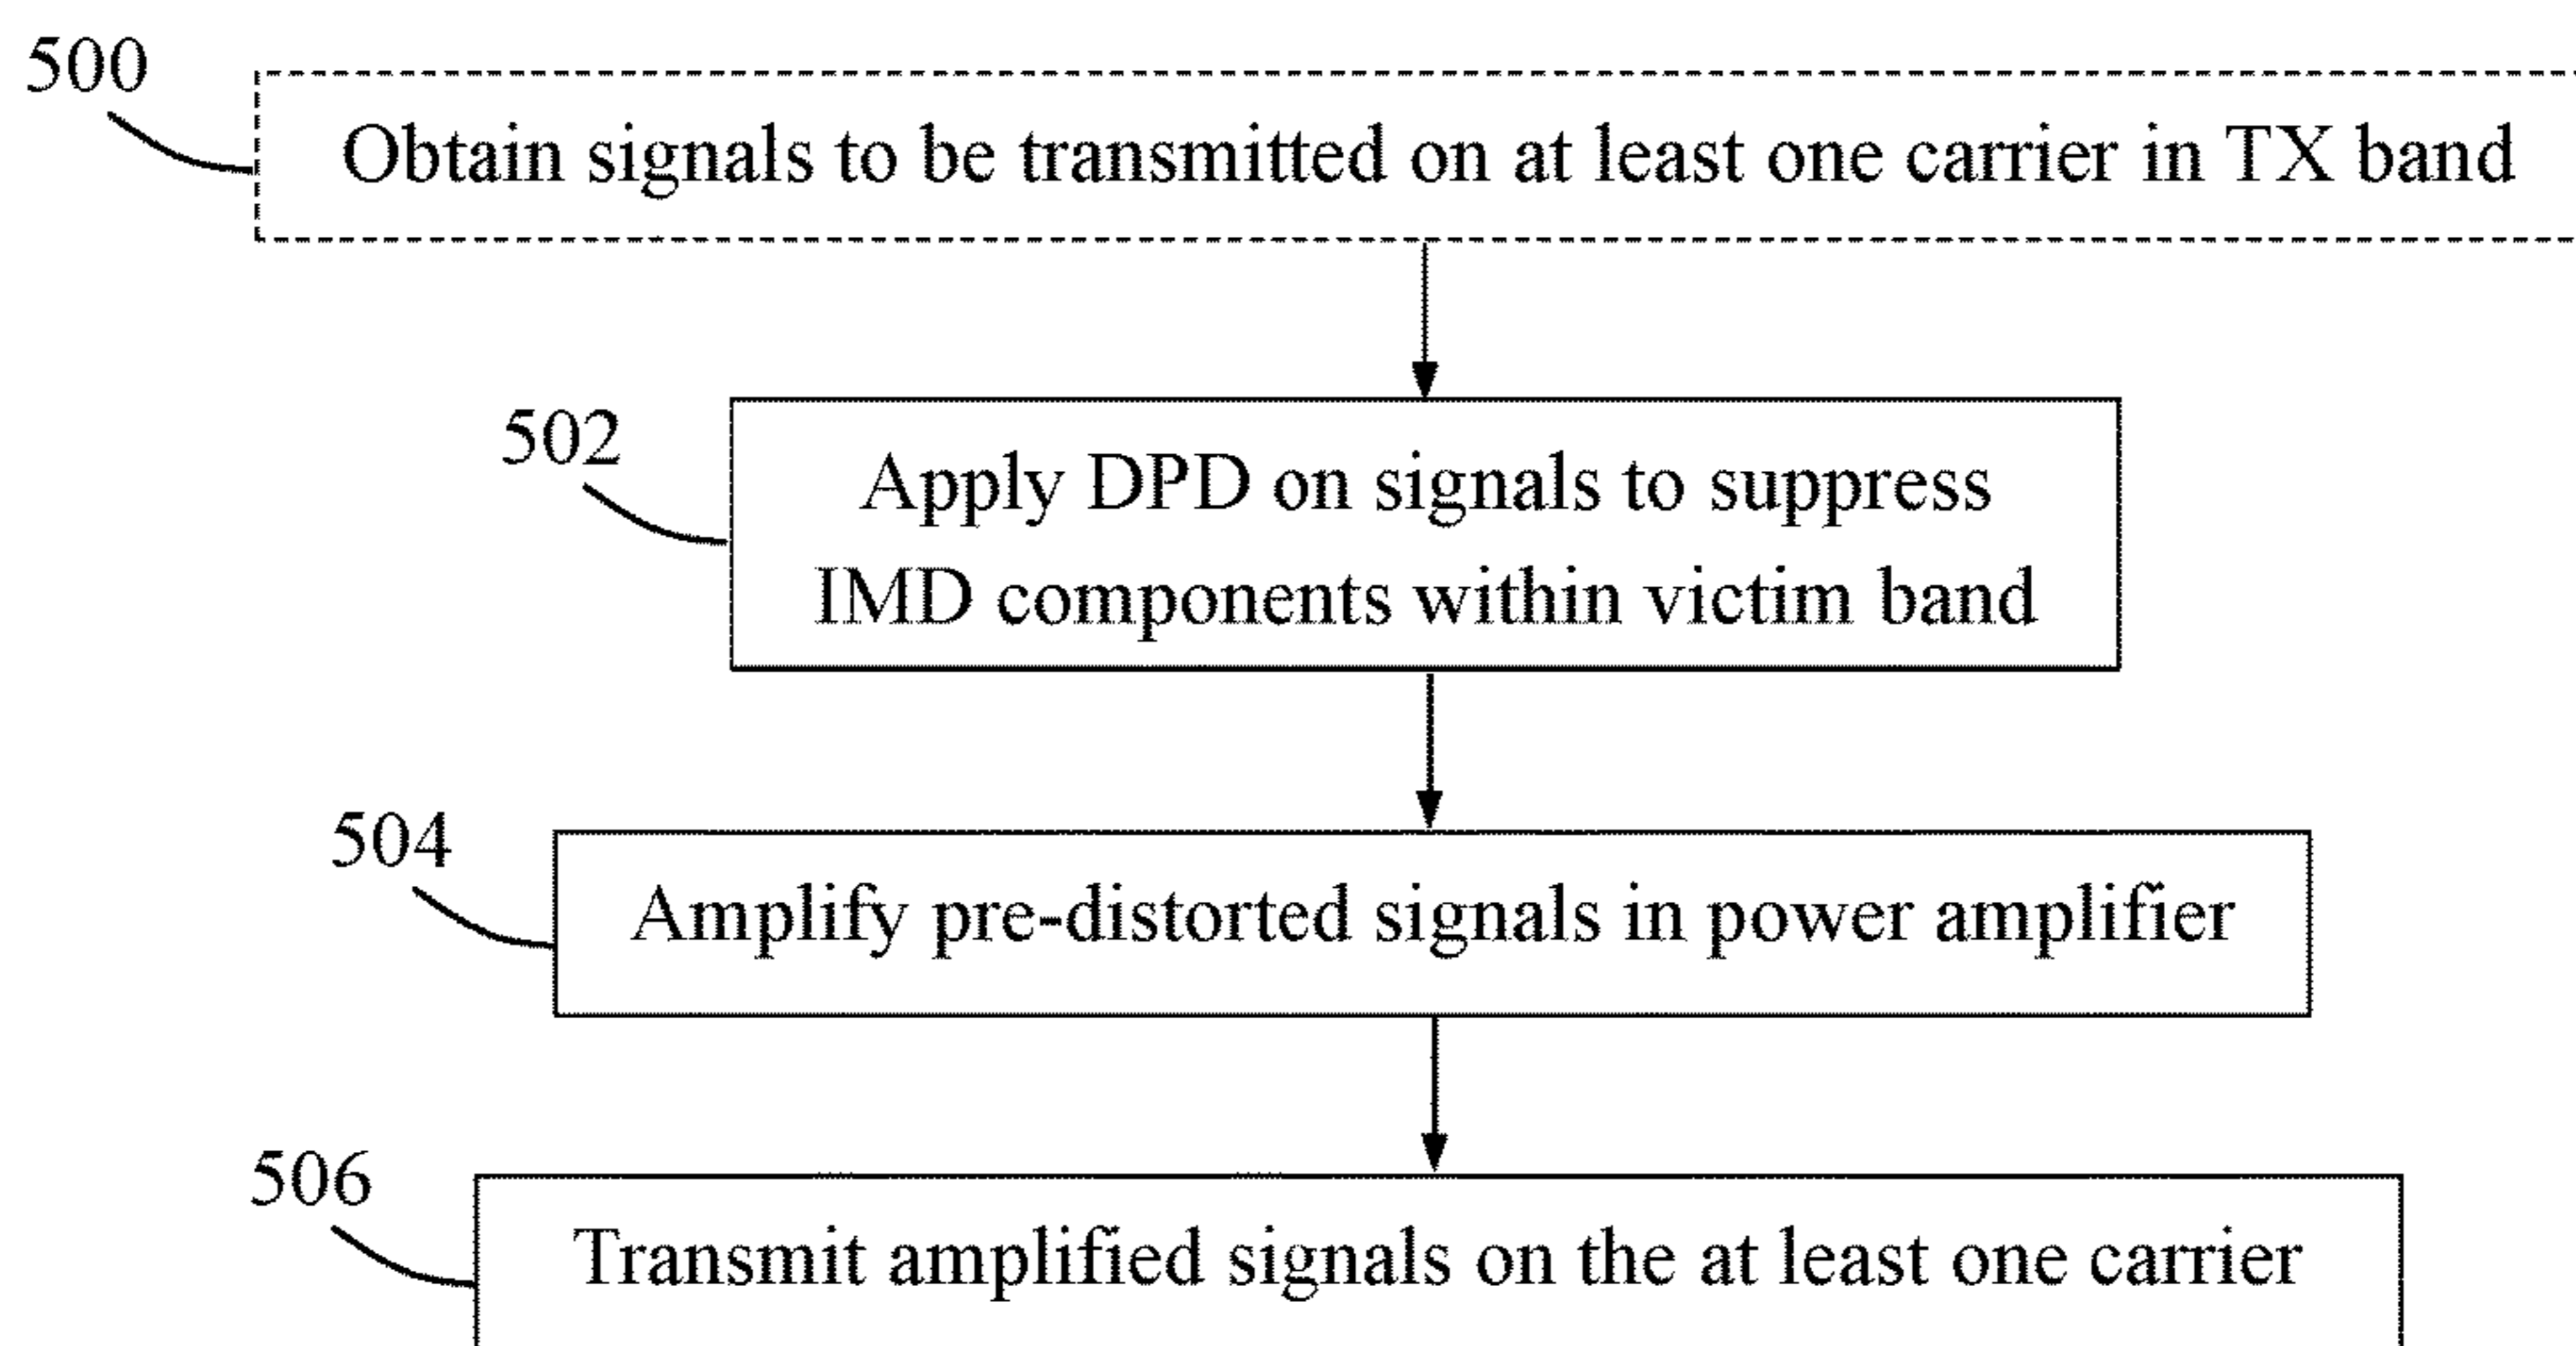 500
Obtain signals to be transmitted on at least one carrier in TX band
502
Apply DPD on signals to suppress
IMD components within victim band
504
Amplify pre-distorted signals in power amplifier
506
Transmit amplified signals on the at least one carrier